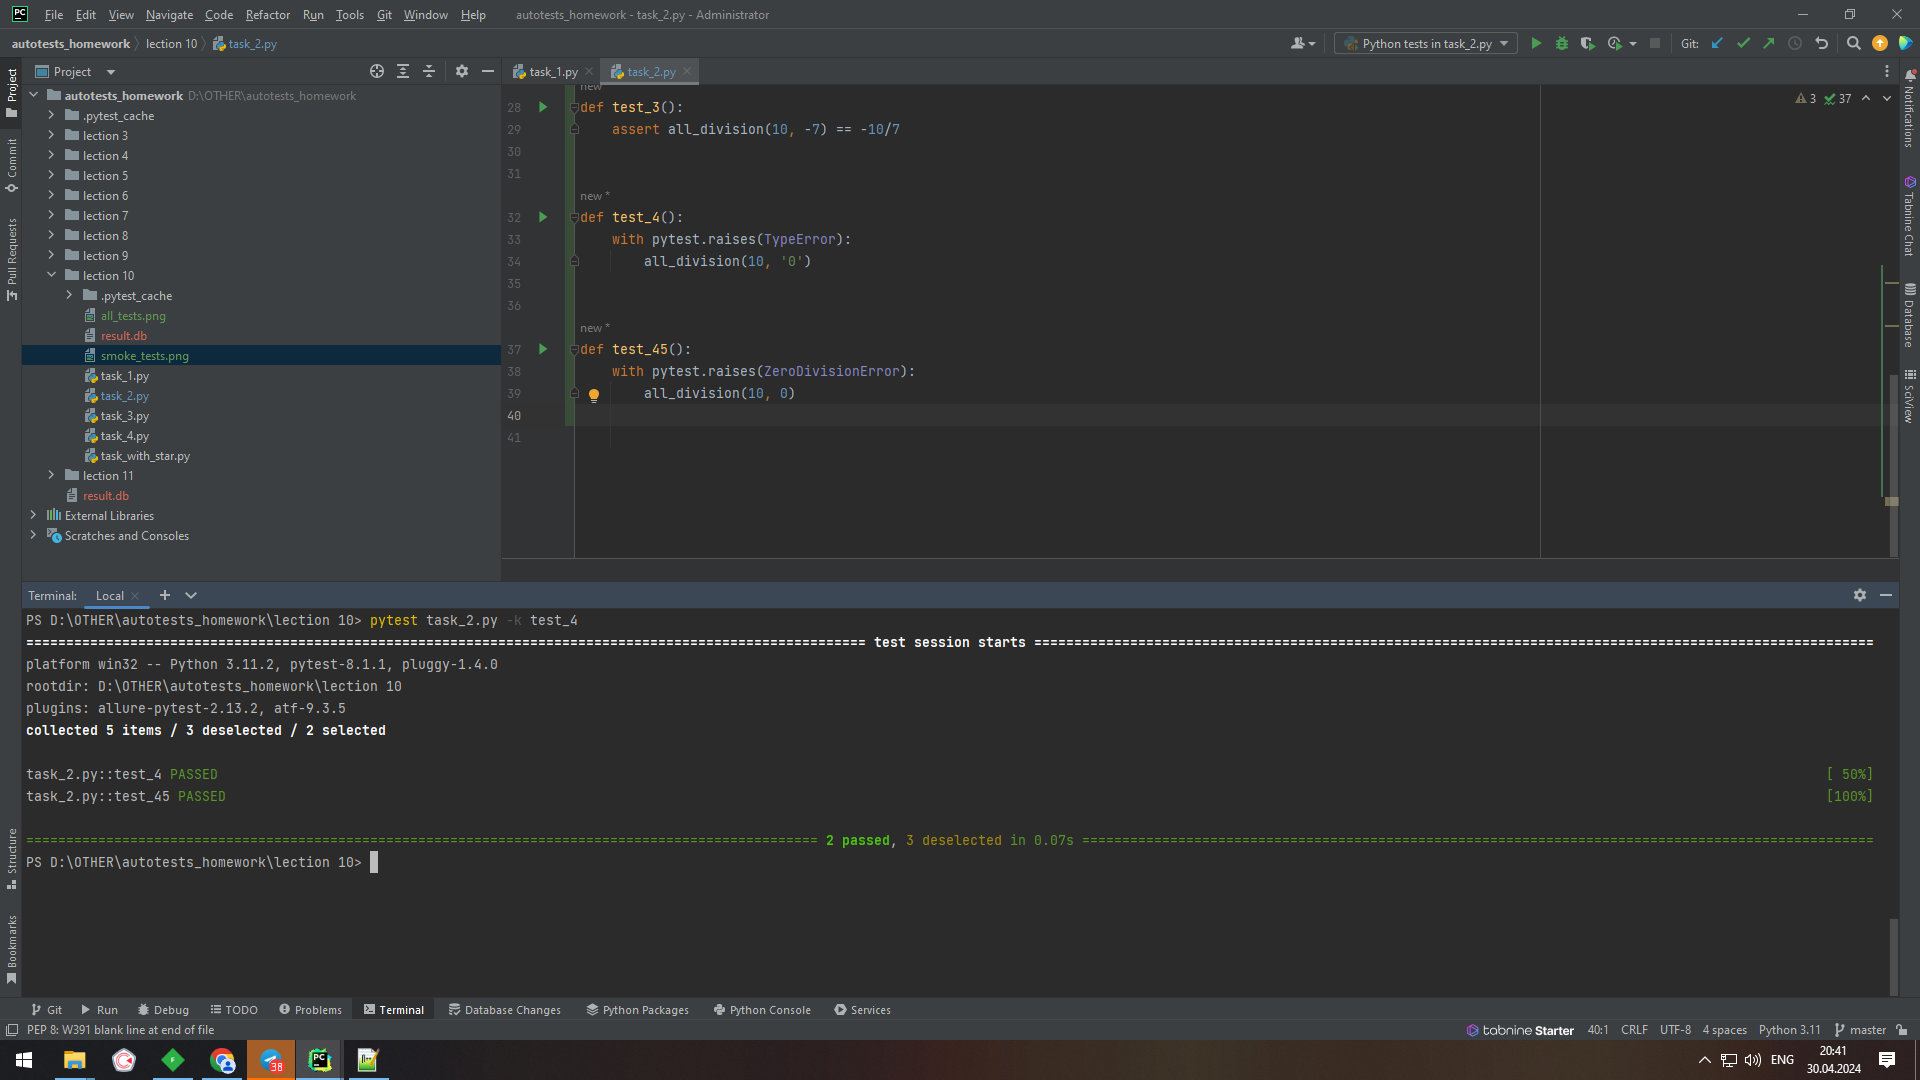 PC File Edit View Navigate Code Refactor Run Tools Git Window Help autotests_homework - task_2.py - Administrator
autotests_homework lection 10 task_2.py Python tests in task_2.py Git:
Project task_1.py task_2.py
Project
Commit
Pull Requests
Structure
Bookmarks
autotests_homework D:\OTHER\autotests_homework
.pytest_cache
lection 3
lection 4
lection 5
lection 6
lection 7
lection 8
lection 9
lection 10
.pytest_cache
all_tests.png
result.db
smoke_tests.png
task_1.py
task_2.py
task_3.py
task_4.py
task_with_star.py
lection 11
result.db
External Libraries
Scratches and Consoles
new
3 37
28 def test_3():
29 assert all_division(10, -7) == -10/7
30
31
new *
32 def test_4():
33 with pytest.raises(TypeError):
34 all_division(10, '0')
35
36
new *
37 def test_45():
38 with pytest.raises(ZeroDivisionError):
39 all_division(10, 0)
40
41
Notifications
Tabnine Chat
Database
SciView
Terminal: Local
PS D:\OTHER\autotests_homework\lection 10> pytest task_2.py -k test_4
test session starts
platform win32 -- Python 3.11.2, pytest-8.1.1, pluggy-1.4.0
rootdir: D:\OTHER\autotests_homework\lection 10
plugins: allure-pytest-2.13.2, atf-9.3.5
collected 5 items / 3 deselected / 2 selected
task_2.py::test_4 PASSED [ 50%]
task_2.py::test_45 PASSED [100%]
2 passed, 3 deselected in 0.07s
PS D:\OTHER\autotests_homework\lection 10>
Git Run Debug TODO Problems Terminal Database Changes Python Packages Python Console Services
PEP 8: W391 blank line at end of file tabnine Starter 40:1 CRLF UTF-8 4 spaces Python 3.11 master
38 PC ENG 20:41
30.04.2024